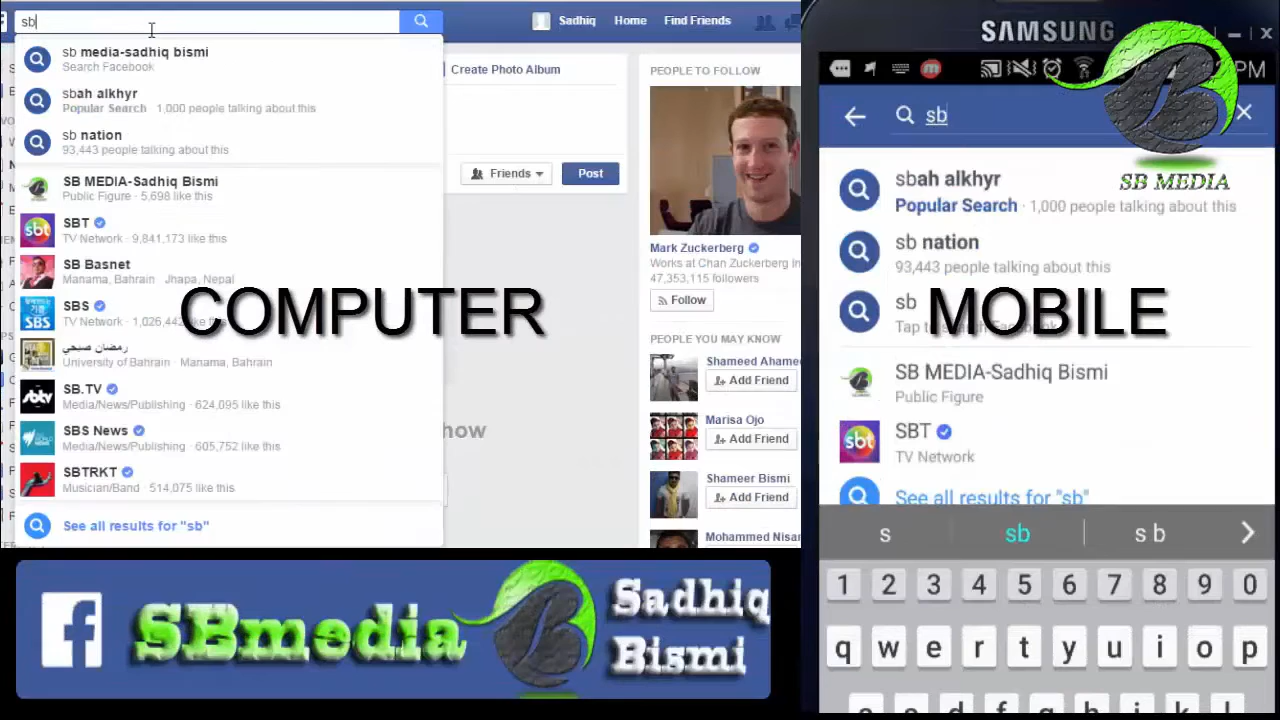 sb
Sadhiq
Home
Find Friends
sb media-sadhiq bismi
Search Facebook
sbah alkhyr
Popular Search 1,000 people talking about this
sb nation
93,443 people talking about this
SB MEDIA-Sadhiq Bismi
Public Figure · 5,698 like this
SBT
TV Network · 9,841,173 like this
SB Basnet
Manama, Bahrain · Jhapa, Nepal
SBS
TV Network · 1,026,442
رمضان صبحي
University of Bahrain · Manama, Bahrain
SB.TV
Media/News/Publishing · 624,095 like this
SBS News
Media/News/Publishing · 605,752 like this
SBTRKT
Musician/Band · 514,075 like this
See all results for "sb"
Create Photo Album
Friends
Post
how
COMPUTER
PEOPLE TO FOLLOW
Mark Zuckerberg
Works at Chan Zuckerberg In
47,353,115 followers
Follow
PEOPLE YOU MAY KNOW
Shameed Ahame
Add Friend
Marisa Ojo
Add Friend
Shameer Bismi
Add Friend
Mohammed Nisar
SBmedia
Sadhiq
Bismi
SAMSUNG
PM
sb
SB MEDIA
sbah alkhyr
Popular Search · 1,000 people talking about this
sb nation
93,443 people talking about this
sb
MOBILE
SB MEDIA-Sadhiq Bismi
Public Figure
SBT
TV Network
See all results for "sb"
s sb s b
1 2 3 4 5 6 7 8 9 0
q w e r t y u i o p